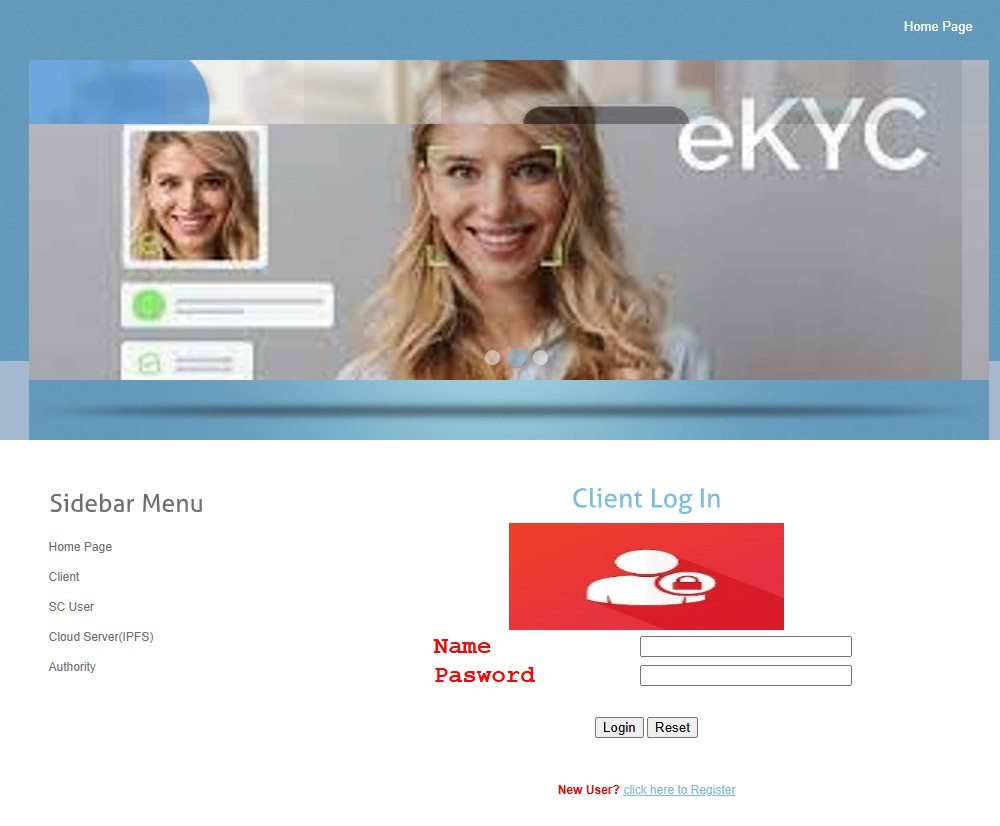 Home Page
eKYC
Sidebar Menu
Home Page
Client
SC User
Cloud Server(IPFS)
Authority
Client Log In
Name
Pasword
Login Reset
New User? click here to Register